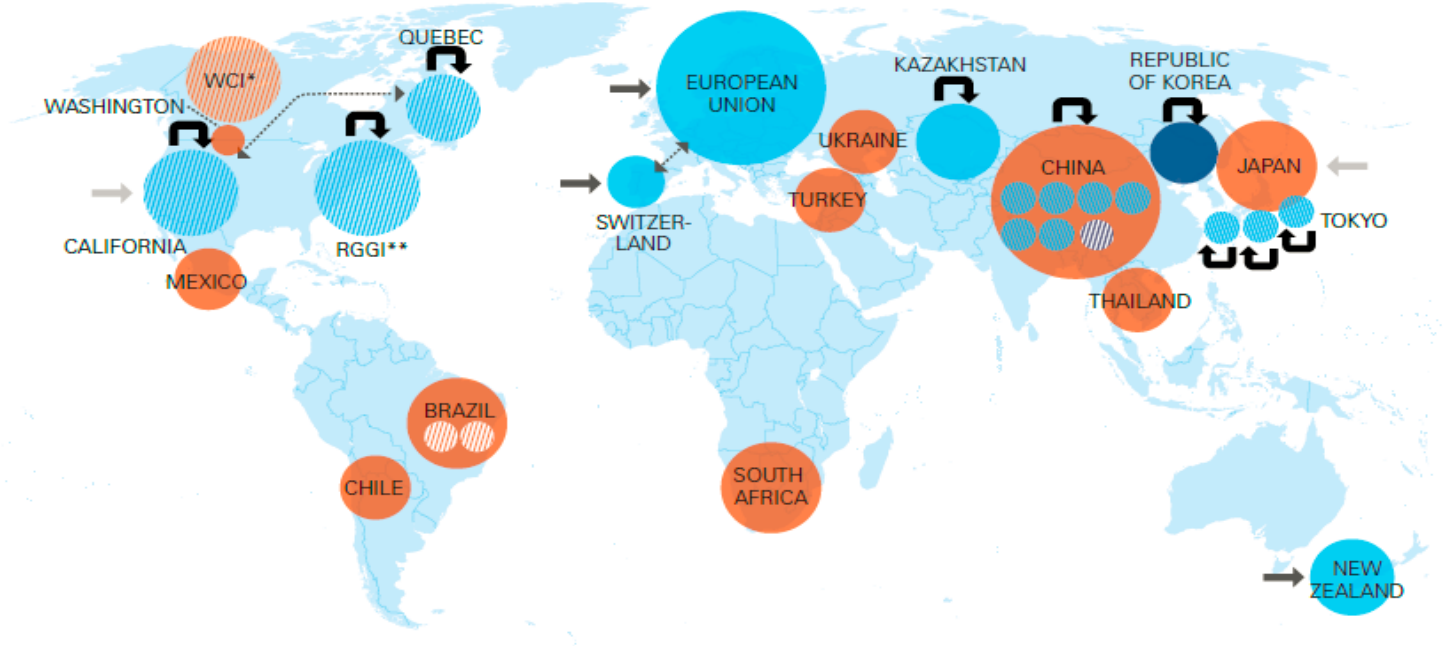 QUEBEC
WCI*
WASHINGTON
CALIFORNIA
RGGI**
MEXICO
BRAZIL
CHILE
EUROPEAN
UNION
SWITZER-
LAND
UKRAINE
TURKEY
KAZAKHSTAN
REPUBLIC
OF KOREA
CHINA
JAPAN
TOKYO
THAILAND
SOUTH
AFRICA
NEW
ZEALAND